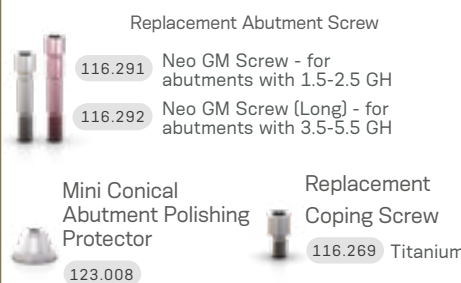 Replacement Abutment Screw
116.291 Neo GM Screw - for
abutments with 1.5-2.5 GH
116.292 Neo GM Screw (Long) - for
abutments with 3.5-5.5 GH
Mini Conical
Abutment Polishing
Protector
123.008
Replacement
Coping Screw
116.269 Titanium